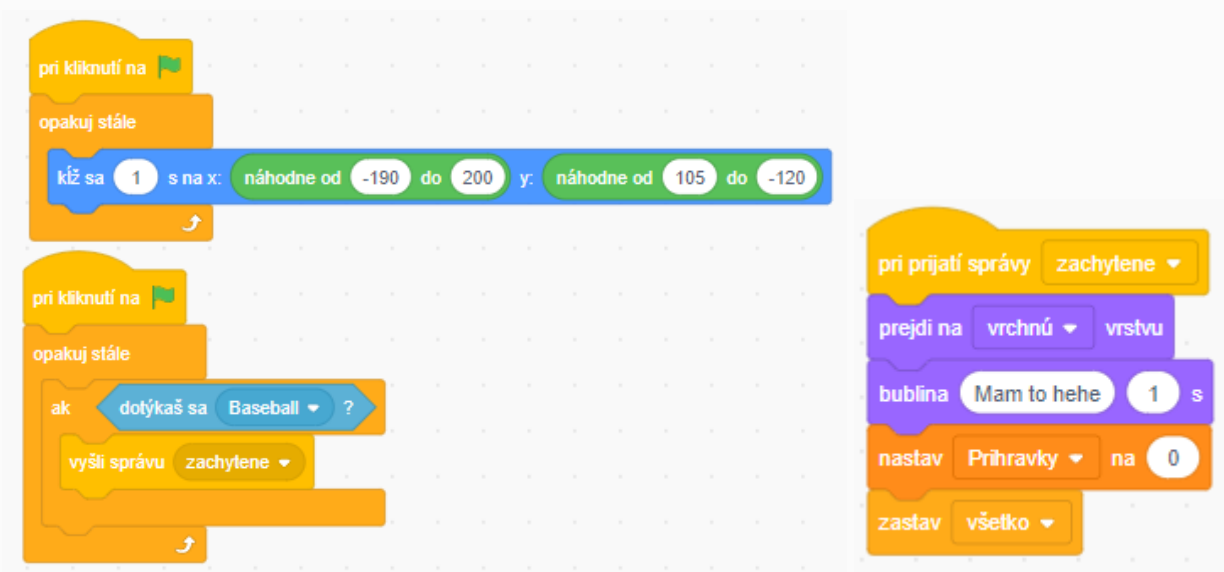 pri kliknutí na
opakuj stále
kĺž sa 1 s na x: náhodne od -190 do 200 y: náhodne od 105 do -120
pri kliknutí na
opakuj stále
ak dotýkaš sa Baseball ?
vyšli správu zachytene
pri prijatí správy zachytene
prejdi na vrchnú vrstvu
bublina Mam to hehe 1 s
nastav Prihravky na 0
zastav všetko